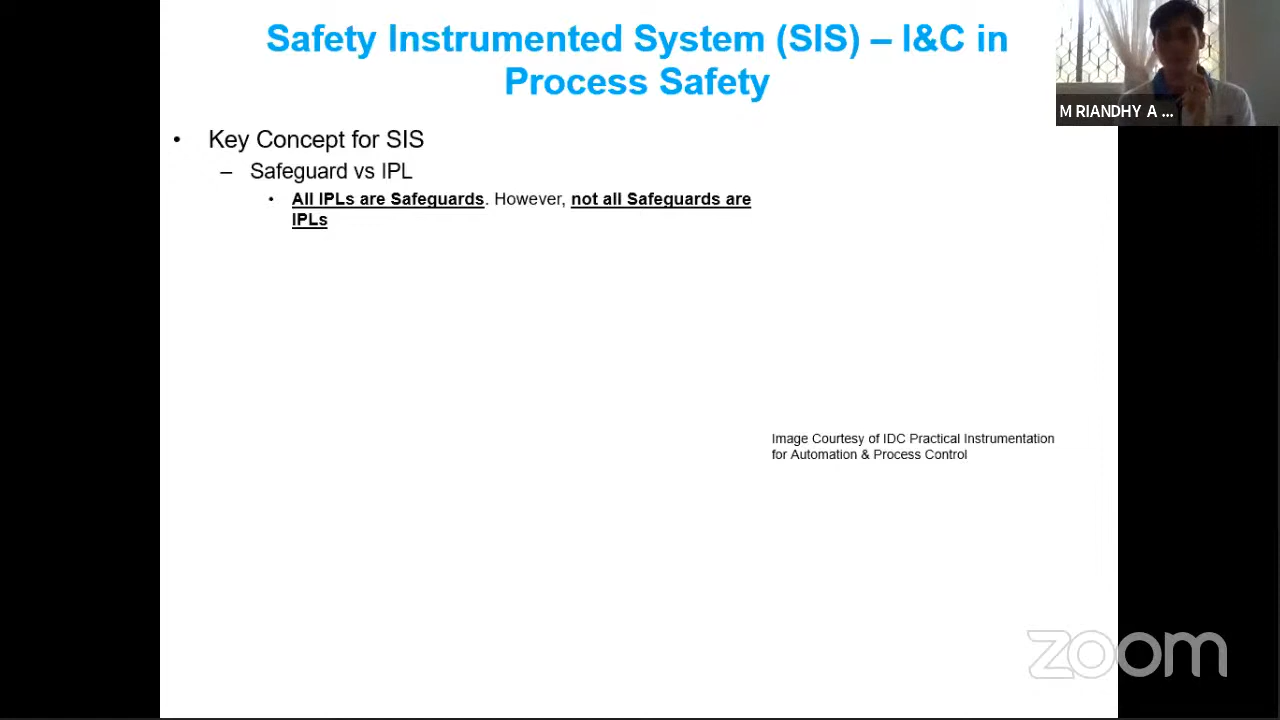 Safety Instrumented System (SIS) – I&C in
Process Safety
M RIANDHY A ...
• Key Concept for SIS
– Safeguard vs IPL
• All IPLs are Safeguards. However, not all Safeguards are
IPLs
Image Courtesy of IDC Practical Instrumentation
for Automation & Process Control
zoom